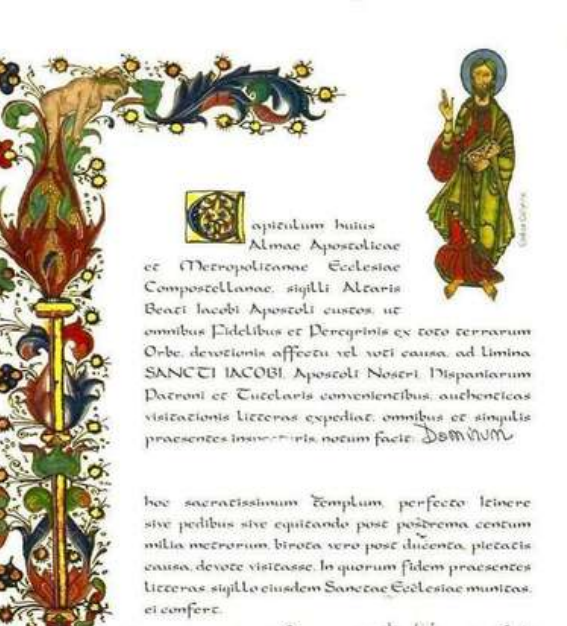 Capitulum huius
Almae Apostolicae
et Metropolitanae Ecclesiae
Compostellanae, sigilli Altaris
Beati Iacobi Apostoli custos, ut
omnibus Fidelibus et Peregrinis ex toto terrarum
Orbe, devotionis affectu vel voti causa, ad limina
SANCTI IACOBI, Apostoli Nostri, Hispaniarum
Patroni et Tutelaris convenientibus, authenticas
visitationis litteras expediat, omnibus et singulis
praesentes notum facit: Dominum
hoc sacratissimum Templum, perfecto Itinere
sive pedibus sive equitando post postrema centum
milia metrorum, birota vero post ducenta, pietatis
causa, devote visitasse. In quorum fidem praesentes
litteras, sigillo eiusdem Sanctae Ecclesiae munitas,
ei confert.